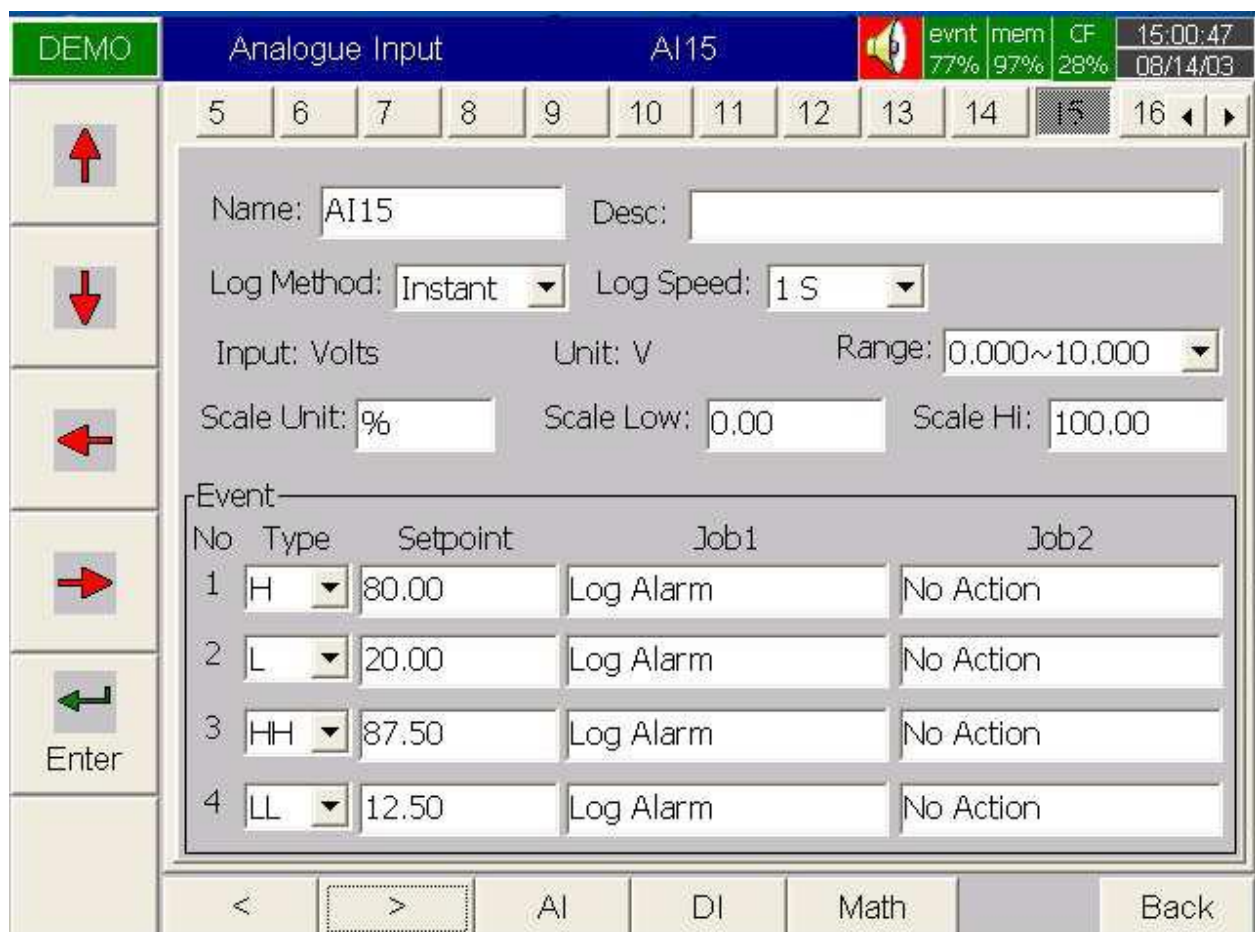 DEMO Analogue Input AI15 evnt mem CF 15:00:47
77% 97% 28% 08/14/03
5 6 7 8 9 10 11 12 13 14 15 16
Name: AI15 Desc:
Log Method: Instant Log Speed: 1 S
Input: Volts Unit: V Range: 0.000~10.000
Scale Unit: % Scale Low: 0.00 Scale Hi: 100.00
Event
No Type Setpoint Job1 Job2
1 H 80.00 Log Alarm No Action
2 L 20.00 Log Alarm No Action
3 HH 87.50 Log Alarm No Action
4 LL 12.50 Log Alarm No Action
Enter
< > AI DI Math Back